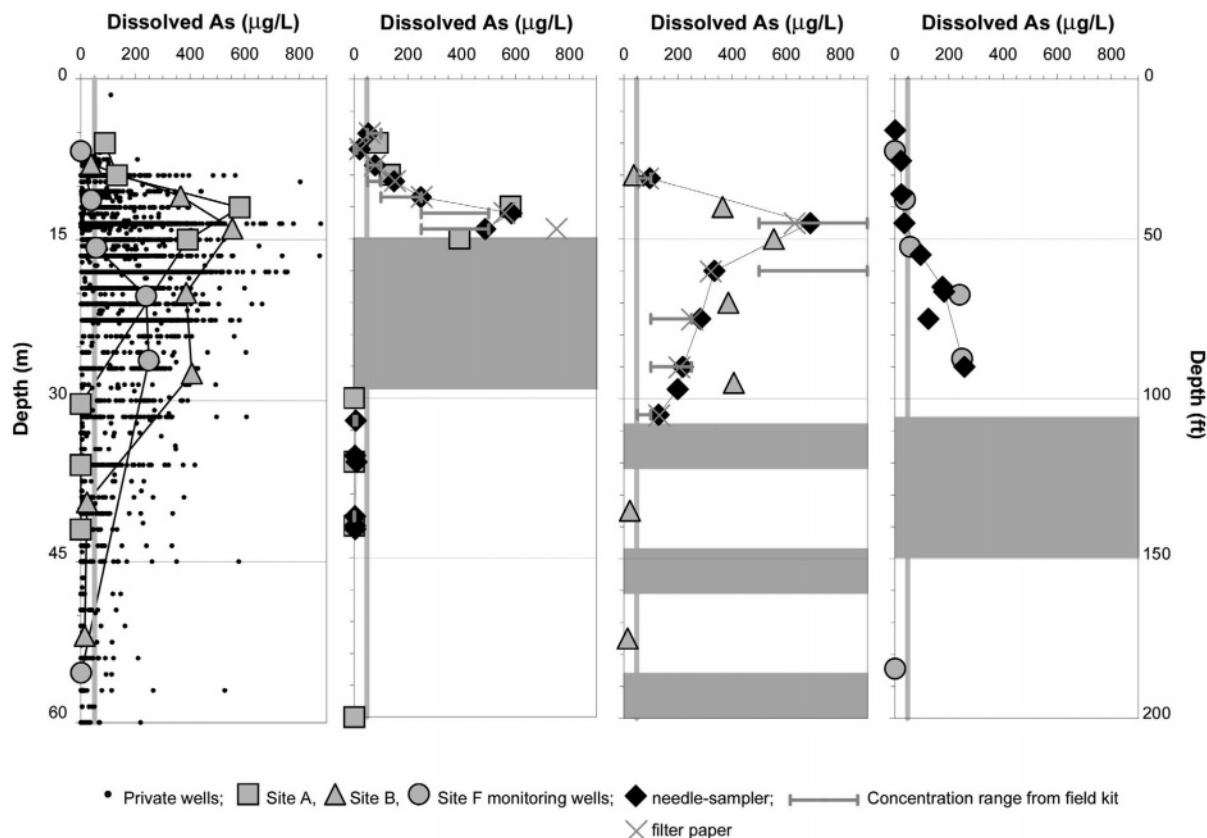 Dissolved As (µg/L) Dissolved As (µg/L) Dissolved As (µg/L) Dissolved As (µg/L)
0 200 400 600 800 0 200 400 600 800 0 200 400 600 800 0 200 400 600 800
0 0
15 50
30 100
45 150
60 200
Depth (m)
Depth (ft)
Private wells; Site A, Site B, Site F monitoring wells; needle-sampler; Concentration range from field kit
filter paper